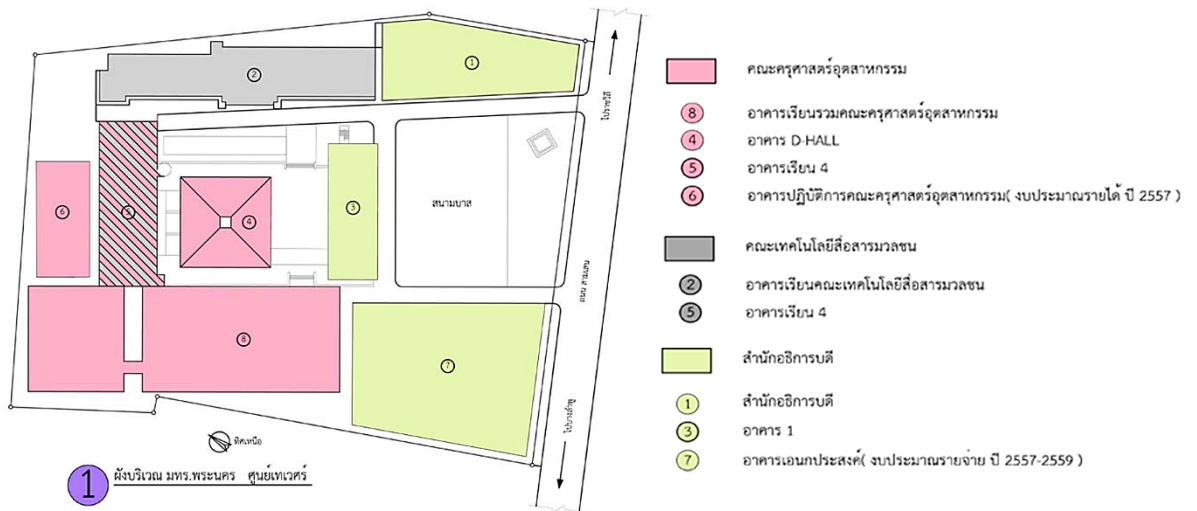 1
2
3
4
5
6
7
8
สนามบาส
ถนน สามเสน
ไปราชวิถี
ไปบางลำพู
ทิศเหนือ
1 ผังบริเวณ มทร.พระนคร ศูนย์เทเวศร์
คณะครุศาสตร์อุตสาหกรรม
8 อาคารเรียนรวมคณะครุศาสตร์อุตสาหกรรม
4 อาคาร D-HALL
5 อาคารเรียน 4
6 อาคารปฏิบัติการคณะครุศาสตร์อุตสาหกรรม( งบประมาณรายได้ ปี 2557 )
คณะเทคโนโลยีสื่อสารมวลชน
2 อาคารเรียนคณะเทคโนโลยีสื่อสารมวลชน
5 อาคารเรียน 4
สำนักอธิการบดี
1 สำนักอธิการบดี
3 อาคาร 1
7 อาคารเอนกประสงค์( งบประมาณรายจ่าย ปี 2557-2559 )